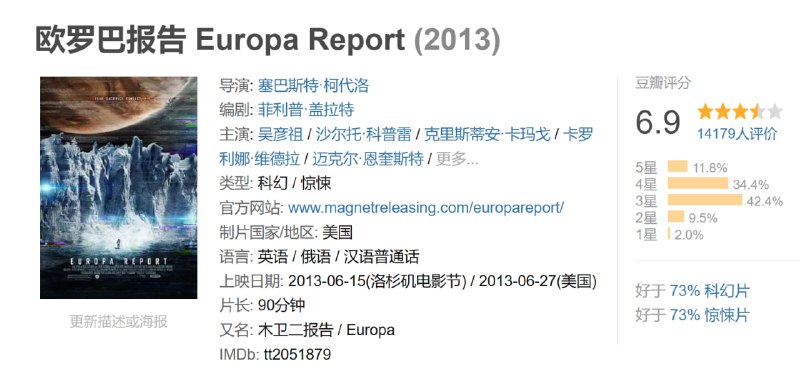 欧罗巴报告 Europa Report (2013)
EUROPA REPORT
更新描述或海报
导演: 塞巴斯特·柯代洛
编剧: 菲利普·盖拉特
主演: 吴彦祖 / 沙尔托·科普雷 / 克里斯蒂安·卡玛戈 / 卡罗
利娜·维德拉 / 迈克尔·恩奎斯特 / 更多...
类型: 科幻 / 惊悚
官方网站: www.magnetreleasing.com/europareport/
制片国家/地区: 美国
语言: 英语 / 俄语 / 汉语普通话
上映日期: 2013-06-15(洛杉矶电影节) / 2013-06-27(美国)
片长: 90分钟
又名: 木卫二报告 / Europa
IMDb: tt2051879
豆瓣评分
6.9
14179人评价
5星 11.8%
4星 34.4%
3星 42.4%
2星 9.5%
1星 2.0%
好于 73% 科幻片
好于 73% 惊悚片